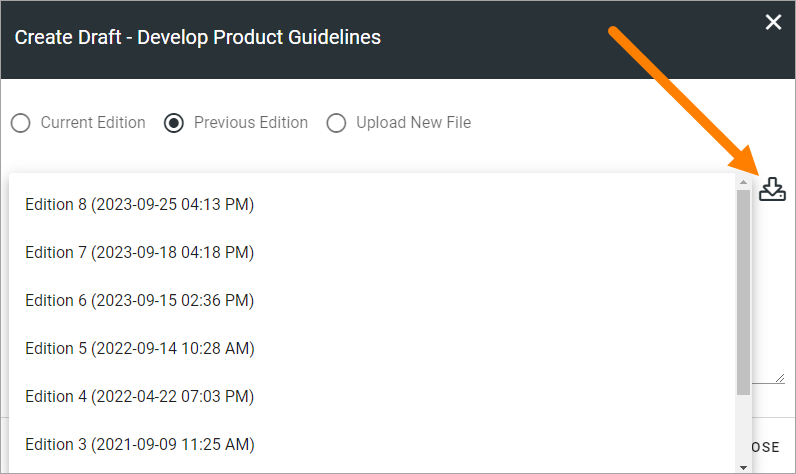 Create Draft - Develop Product Guidelines
Current Edition Previous Edition Upload New File
Edition 8 (2023-09-25 04:13 PM)
Edition 7 (2023-09-18 04:18 PM)
Edition 6 (2023-09-15 02:36 PM)
Edition 5 (2022-09-14 10:28 AM)
Edition 4 (2022-04-22 07:03 PM)
Edition 3 (2021-09-09 11:25 AM)
OSE